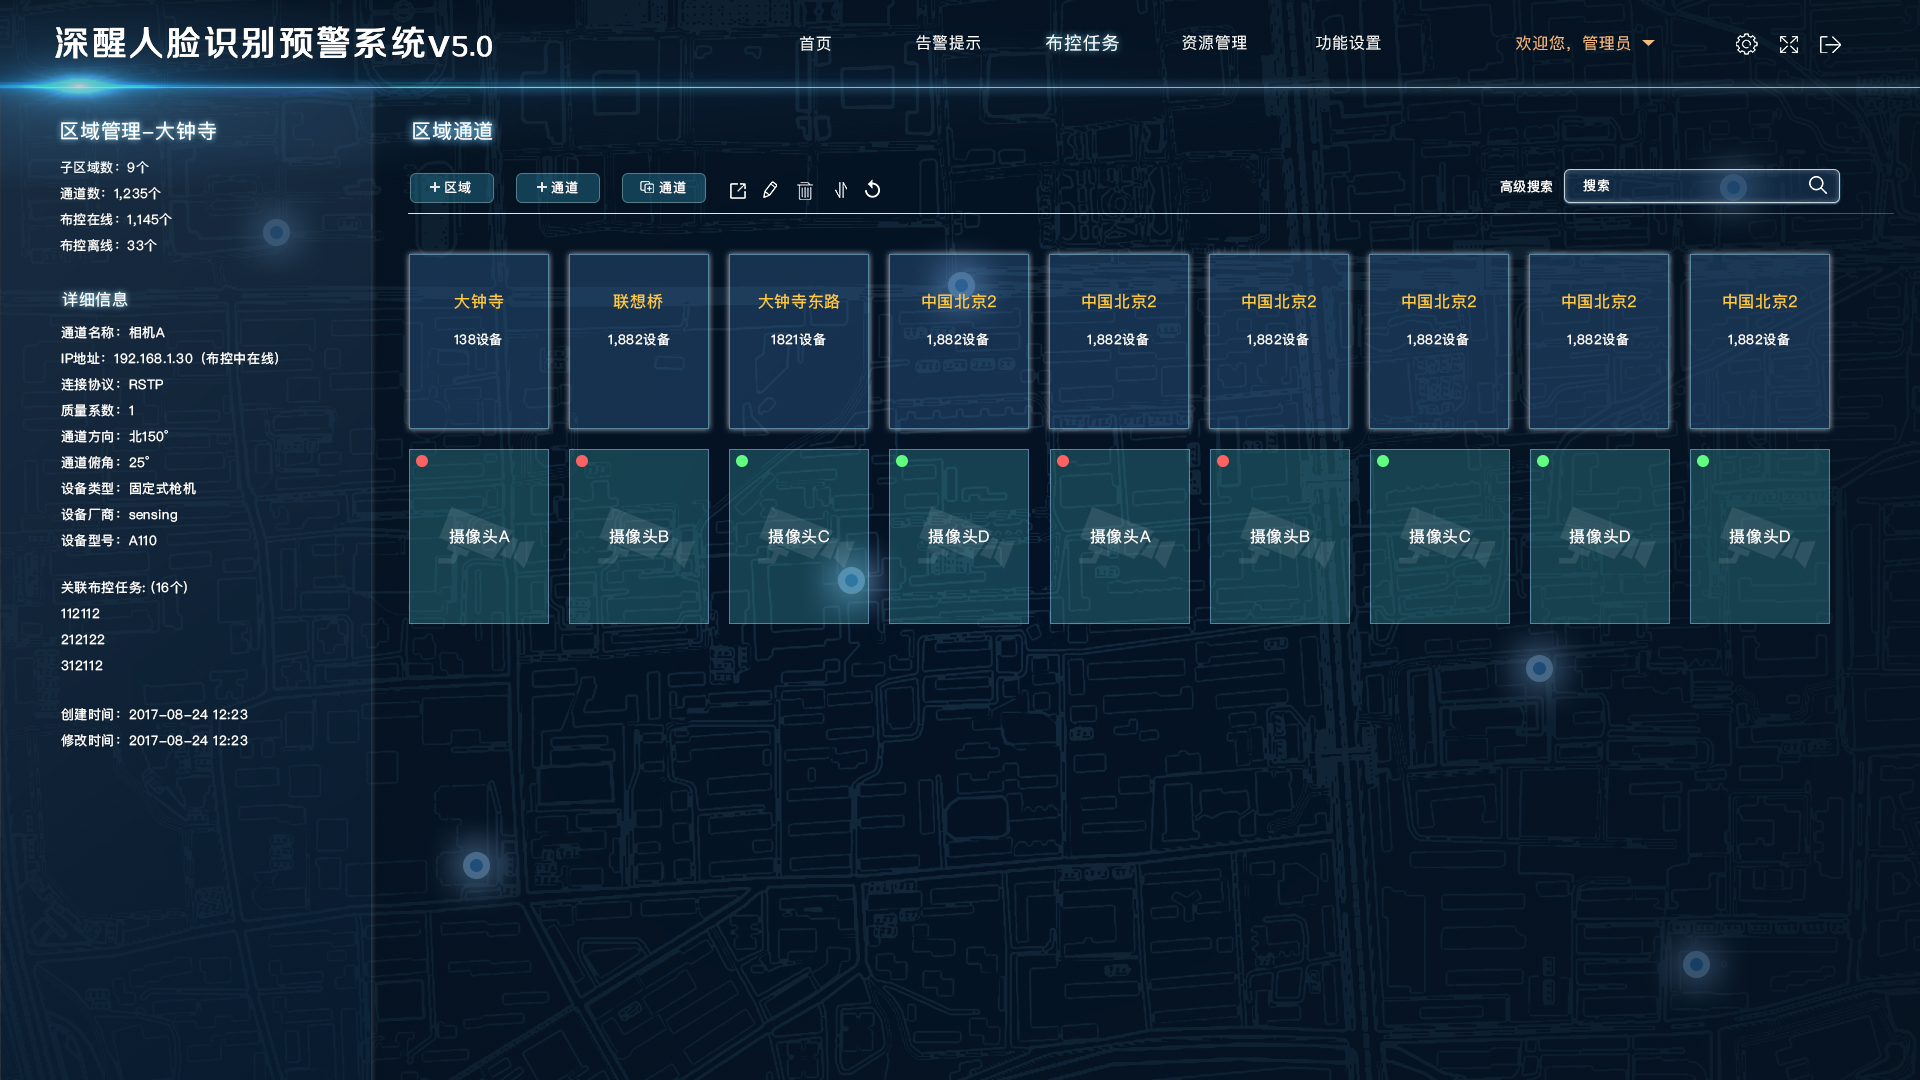 深醒人脸识别预警系统V5.0
首页
告警提示
布控任务
资源管理
功能设置
欢迎您，管理员
区域管理-大钟寺
子区域数：9个
通道数：1,235个
布控在线：1,145个
布控离线：33个
详细信息
通道名称：相机A
IP地址：192.168.1.30（布控中在线）
连接协议：RSTP
质量系数：1
通道方向：北150°
通道俯角：25°
设备类型：固定式枪机
设备厂商：sensing
设备型号：A110
关联布控任务: (16个)
112112
212122
312112
创建时间：2017-08-24 12:23
修改时间：2017-08-24 12:23
区域通道
+ 区域
+ 通道
通道
高级搜索
搜索
大钟寺
138设备
联想桥
1,882设备
大钟寺东路
1821设备
中国北京2
1,882设备
中国北京2
1,882设备
中国北京2
1,882设备
中国北京2
1,882设备
中国北京2
1,882设备
中国北京2
1,882设备
摄像头A
摄像头B
摄像头C
摄像头D
摄像头A
摄像头B
摄像头C
摄像头D
摄像头D